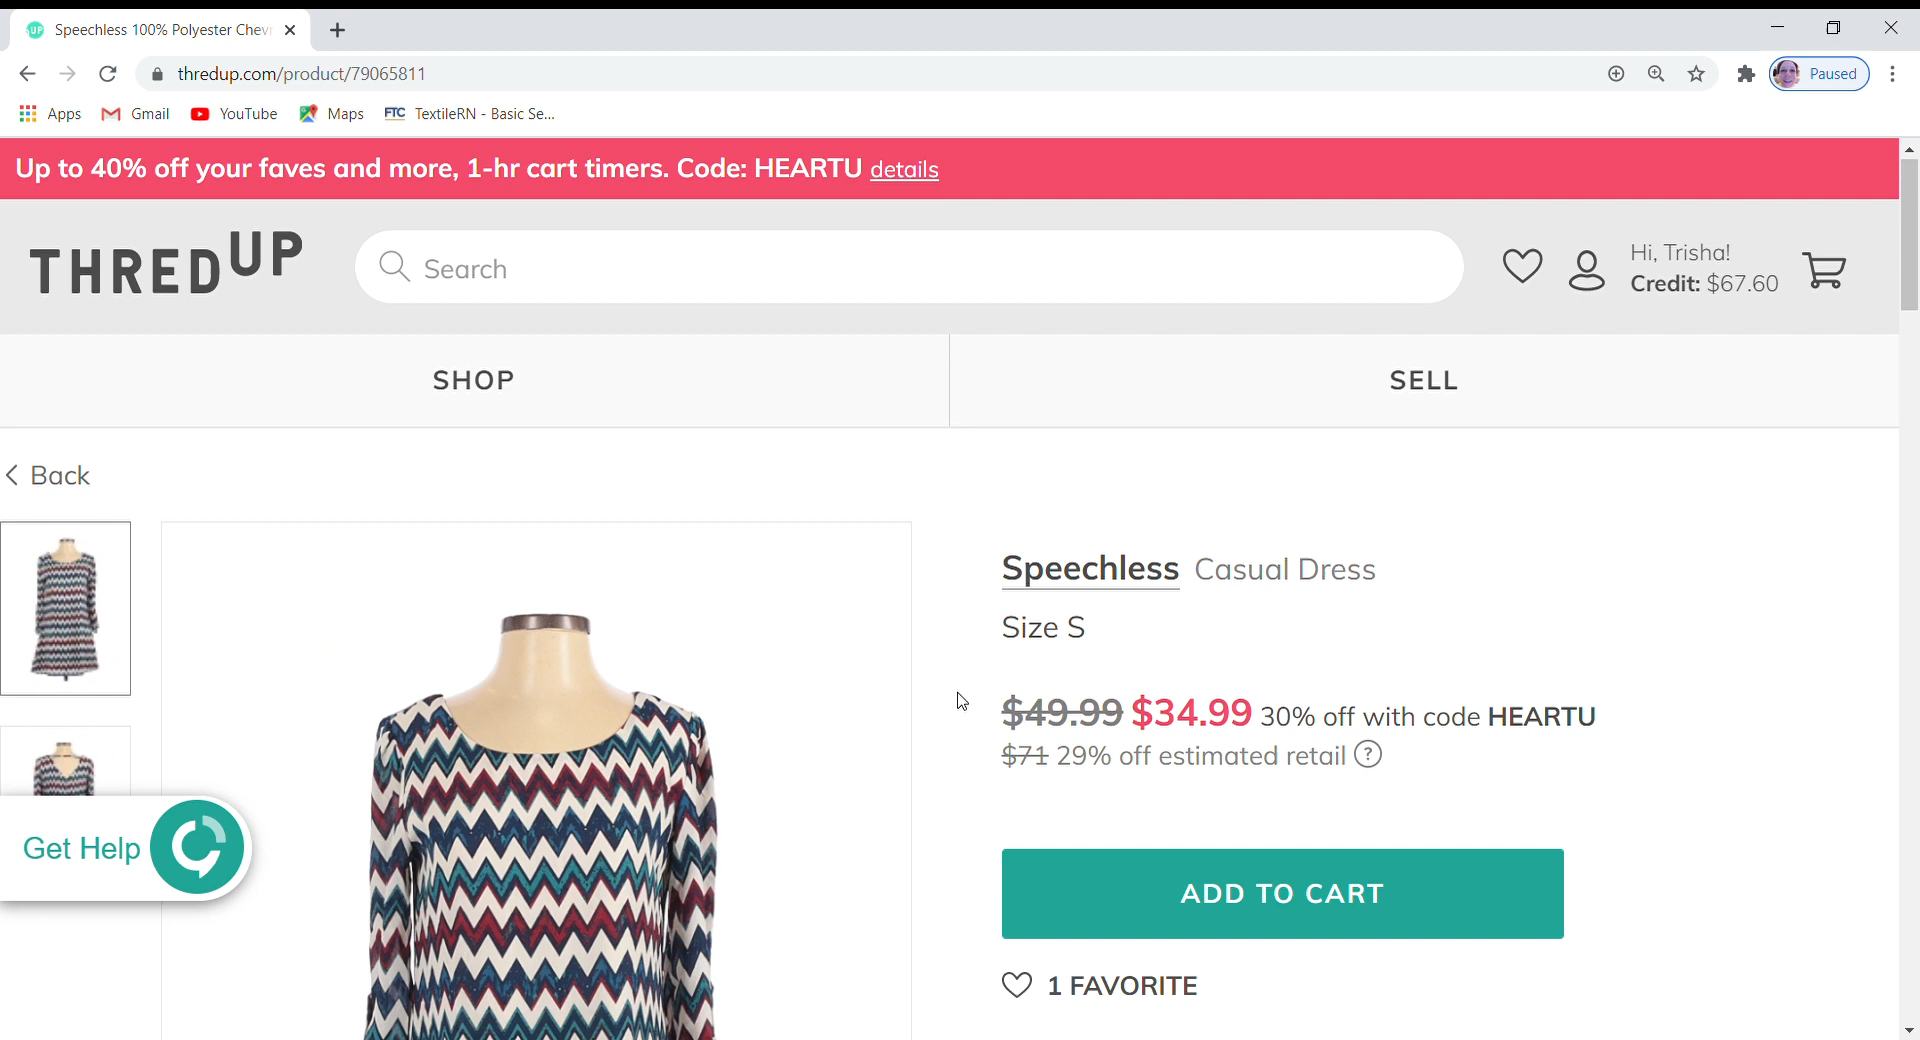 Speechless 100% Polyester Chev
thredup.com/product/79065811
Paused
Apps
Gmail
YouTube
Maps
FTC
TextileRN - Basic Se...
Up to 40% off your faves and more, 1-hr cart timers. Code: HEARTU details
THREDUP
Search
Hi, Trisha!
Credit: $67.60
SHOP
SELL
Back
Speechless Casual Dress
Size S
$49.99 $34.99 30% off with code HEARTU
$71 29% off estimated retail ?
Get Help
ADD TO CART
1 FAVORITE